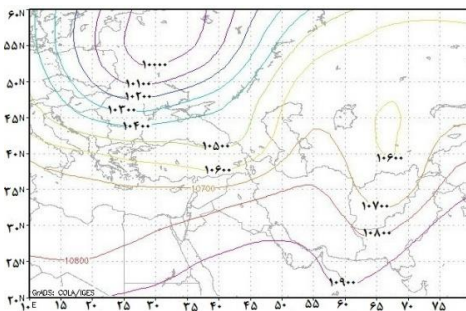 ۶۰N
۵۵N
۵۰N
۴۵N
۴۰N
۳۵N
۳۰N
۲۵N
۲۰N
۱۰۰۰۰
۱۰۱۰۰
۱۰۲۰۰
۱۰۳۰۰
۱۰۴۰۰
۱۰۵۰۰
۱۰۶۰۰
۱۰۶۰۰
10700
۱۰۷۰۰
۱۰۸۰۰
10800
۱۰۹۰۰
GrADS: COLA/IGES
۱۰E ۱۵ ۲۰ ۲۵ ۳۰ ۳۵ ۴۰ ۴۵ ۵۰ ۵۵ ۶۰ ۶۵ ۷۰ ۷۵